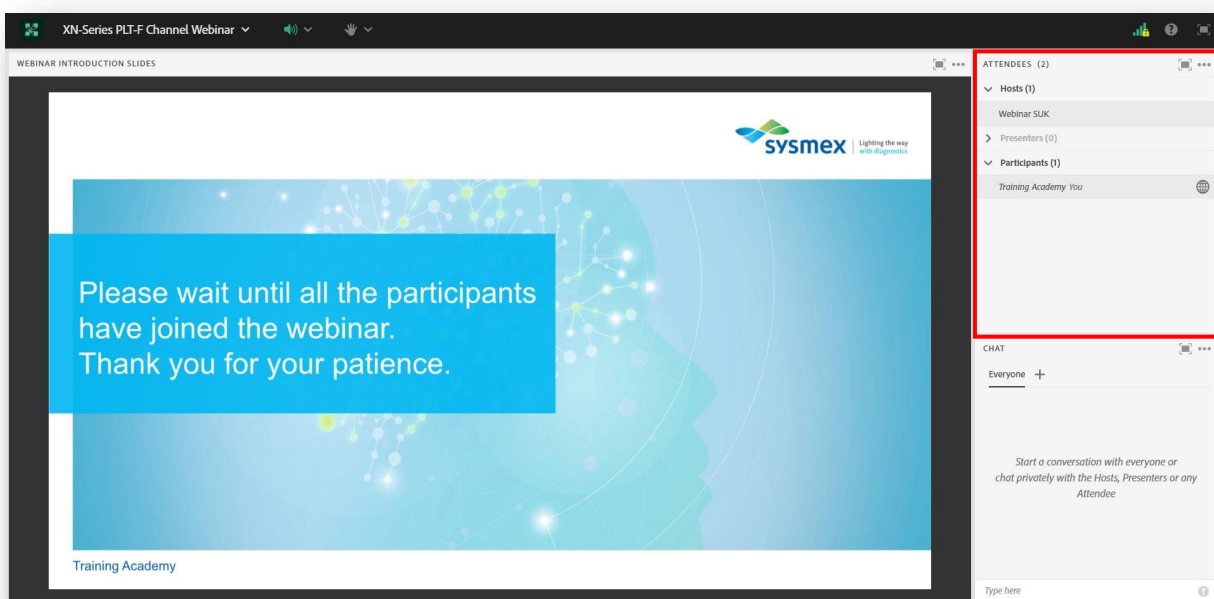 XN-Series PLT-F Channel Webinar
WEBINAR INTRODUCTION SLIDES
sysmex
Lighting the way
with diagnostics
Please wait until all the participants
have joined the webinar.
Thank you for your patience.
Training Academy
ATTENDEES (2)
Hosts (1)
Webinar SUK
Presenters (0)
Participants (1)
Training Academy You
CHAT
Everyone +
Start a conversation with everyone or
chat privately with the Hosts, Presenters or any
Attendee
Type here